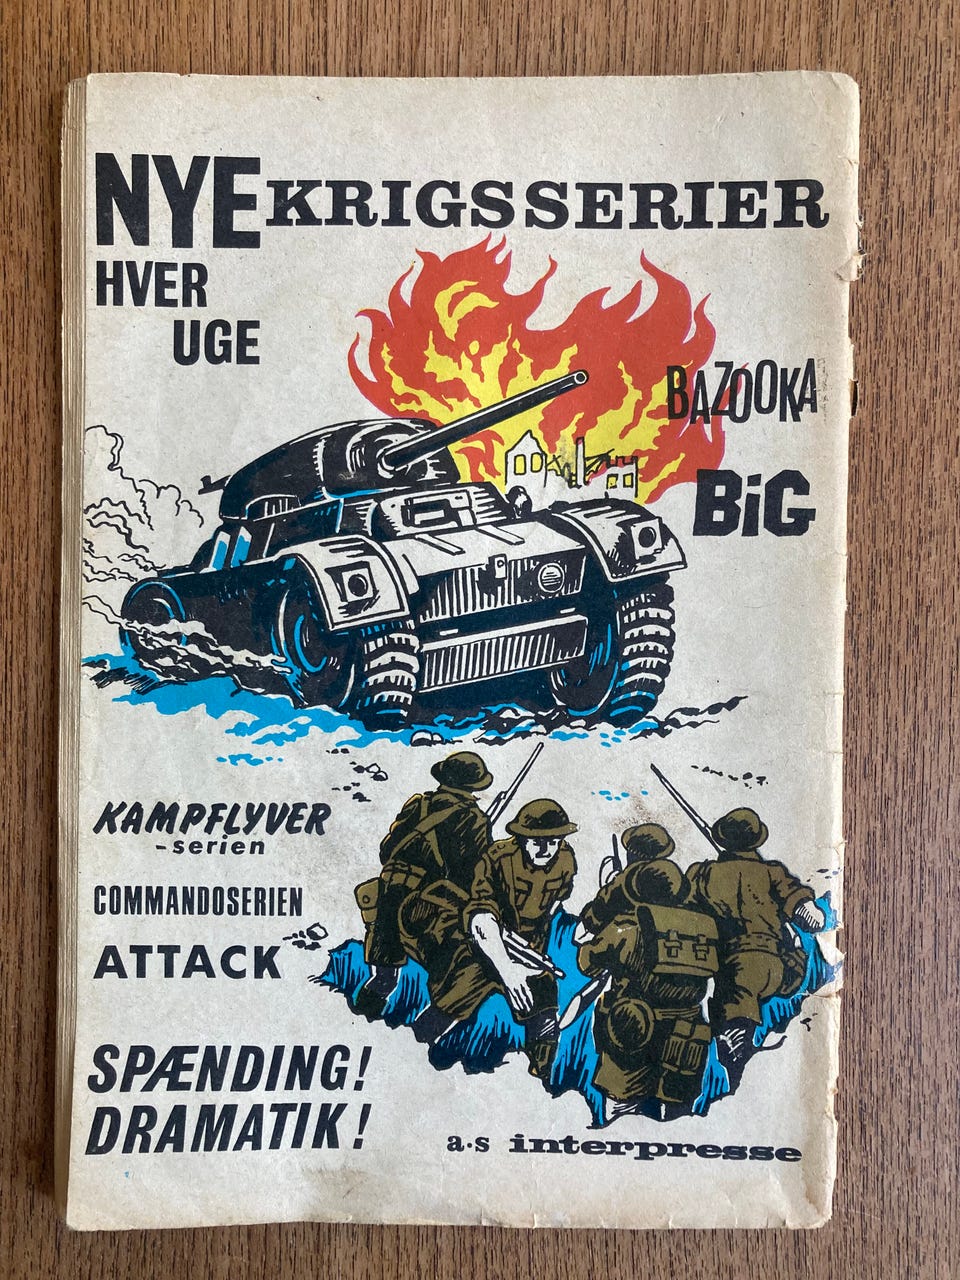 NYE KRIGSSERIER
HVER
UGE
BAZOOKA
BiG
KAMPFLYVER
-serien
COMMANDOSERIEN
ATTACK
SPÆNDING!
DRAMATIK!
a·s interpresse